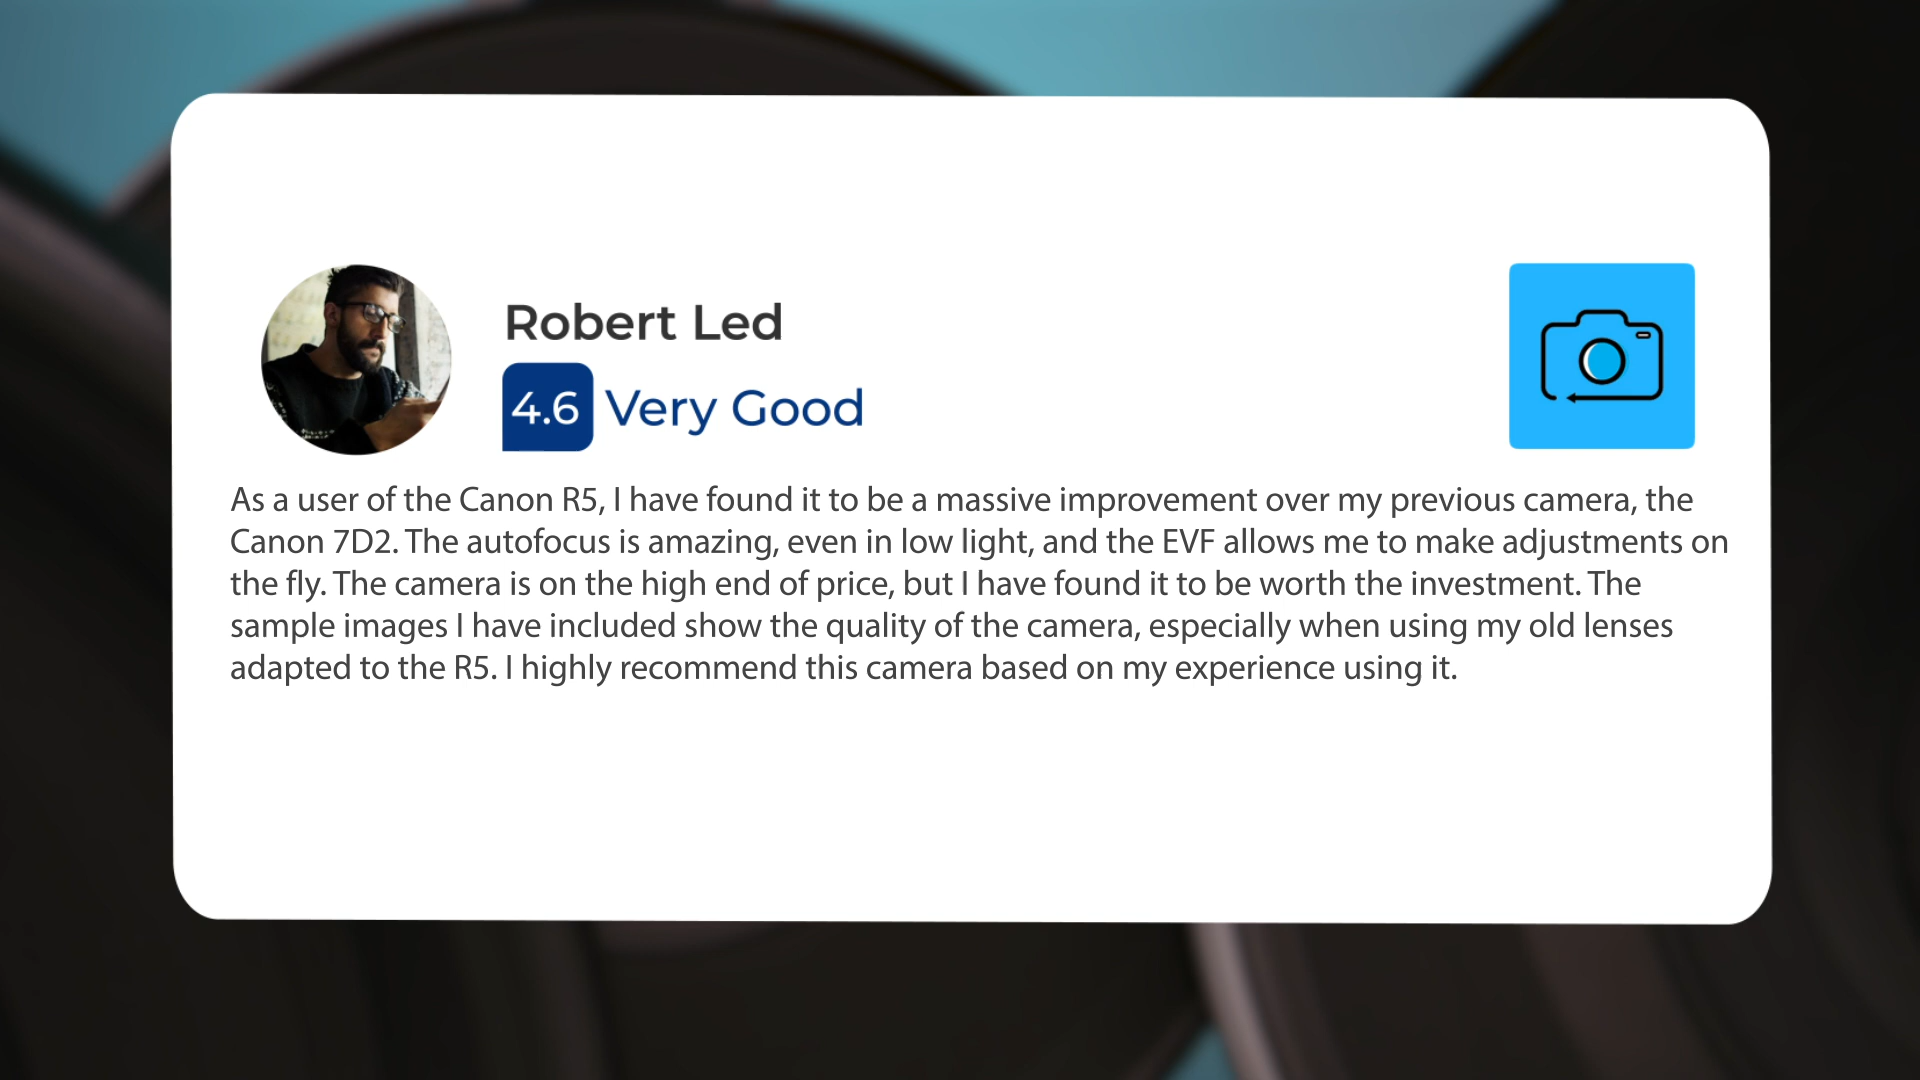 Robert Led
4.6 Very Good
As a user of the Canon R5, I have found it to be a massive improvement over my previous camera, the
Canon 7D2. The autofocus is amazing, even in low light, and the EVF allows me to make adjustments on
the fly. The camera is on the high end of price, but I have found it to be worth the investment. The
sample images I have included show the quality of the camera, especially when using my old lenses
adapted to the R5. I highly recommend this camera based on my experience using it.